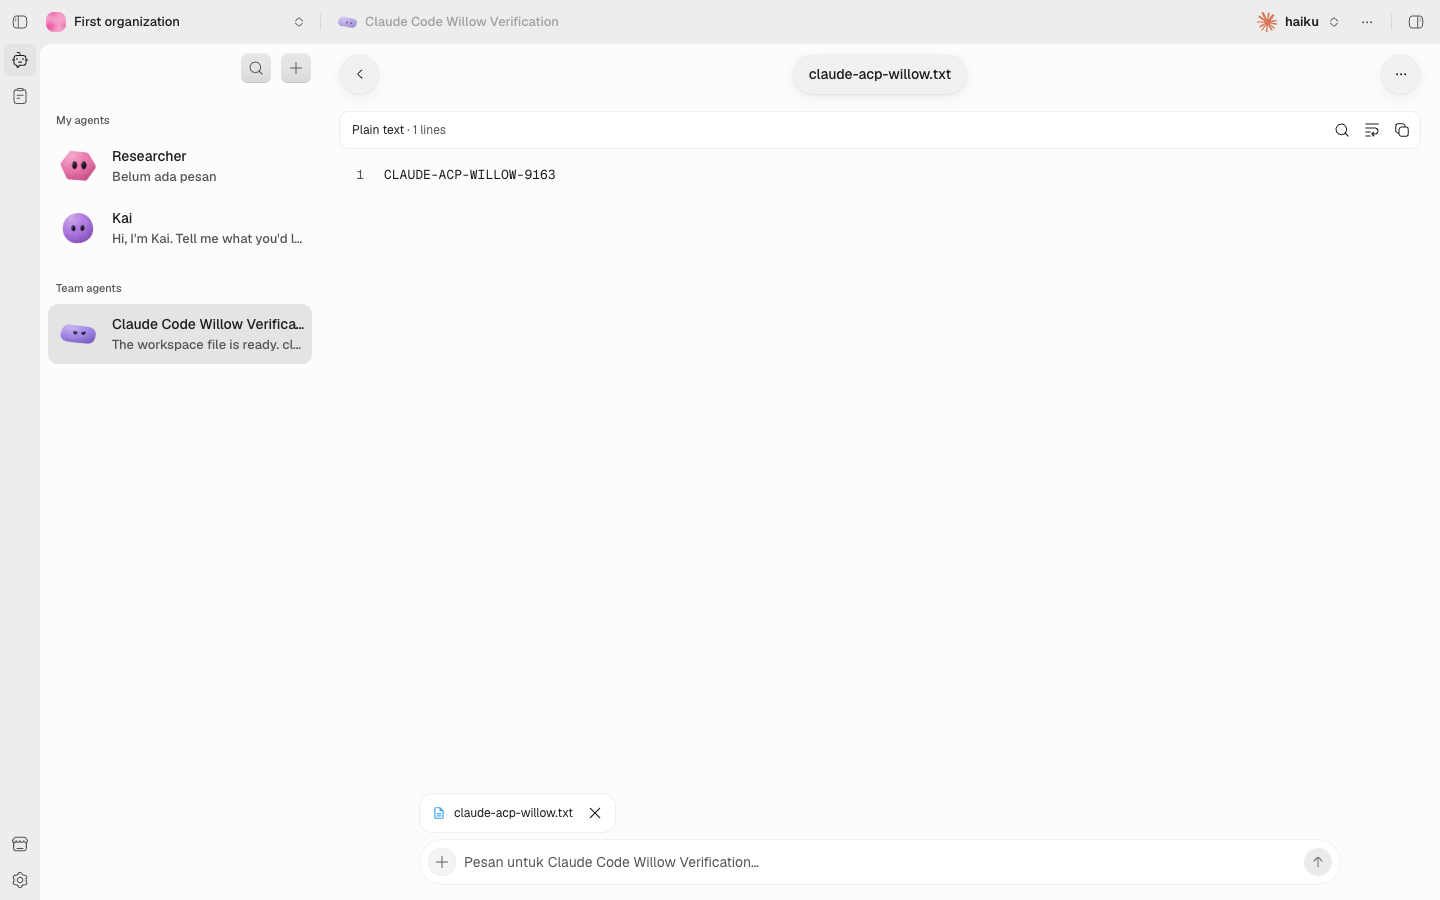 First organization
Claude Code Willow Verification
haiku
claude-acp-willow.txt
Plain text · 1 lines
1 CLAUDE-ACP-WILLOW-9163
My agents
Researcher
Belum ada pesan
Kai
Hi, I'm Kai. Tell me what you'd l...
Team agents
Claude Code Willow Verifica...
The workspace file is ready. cl...
claude-acp-willow.txt
Pesan untuk Claude Code Willow Verification...